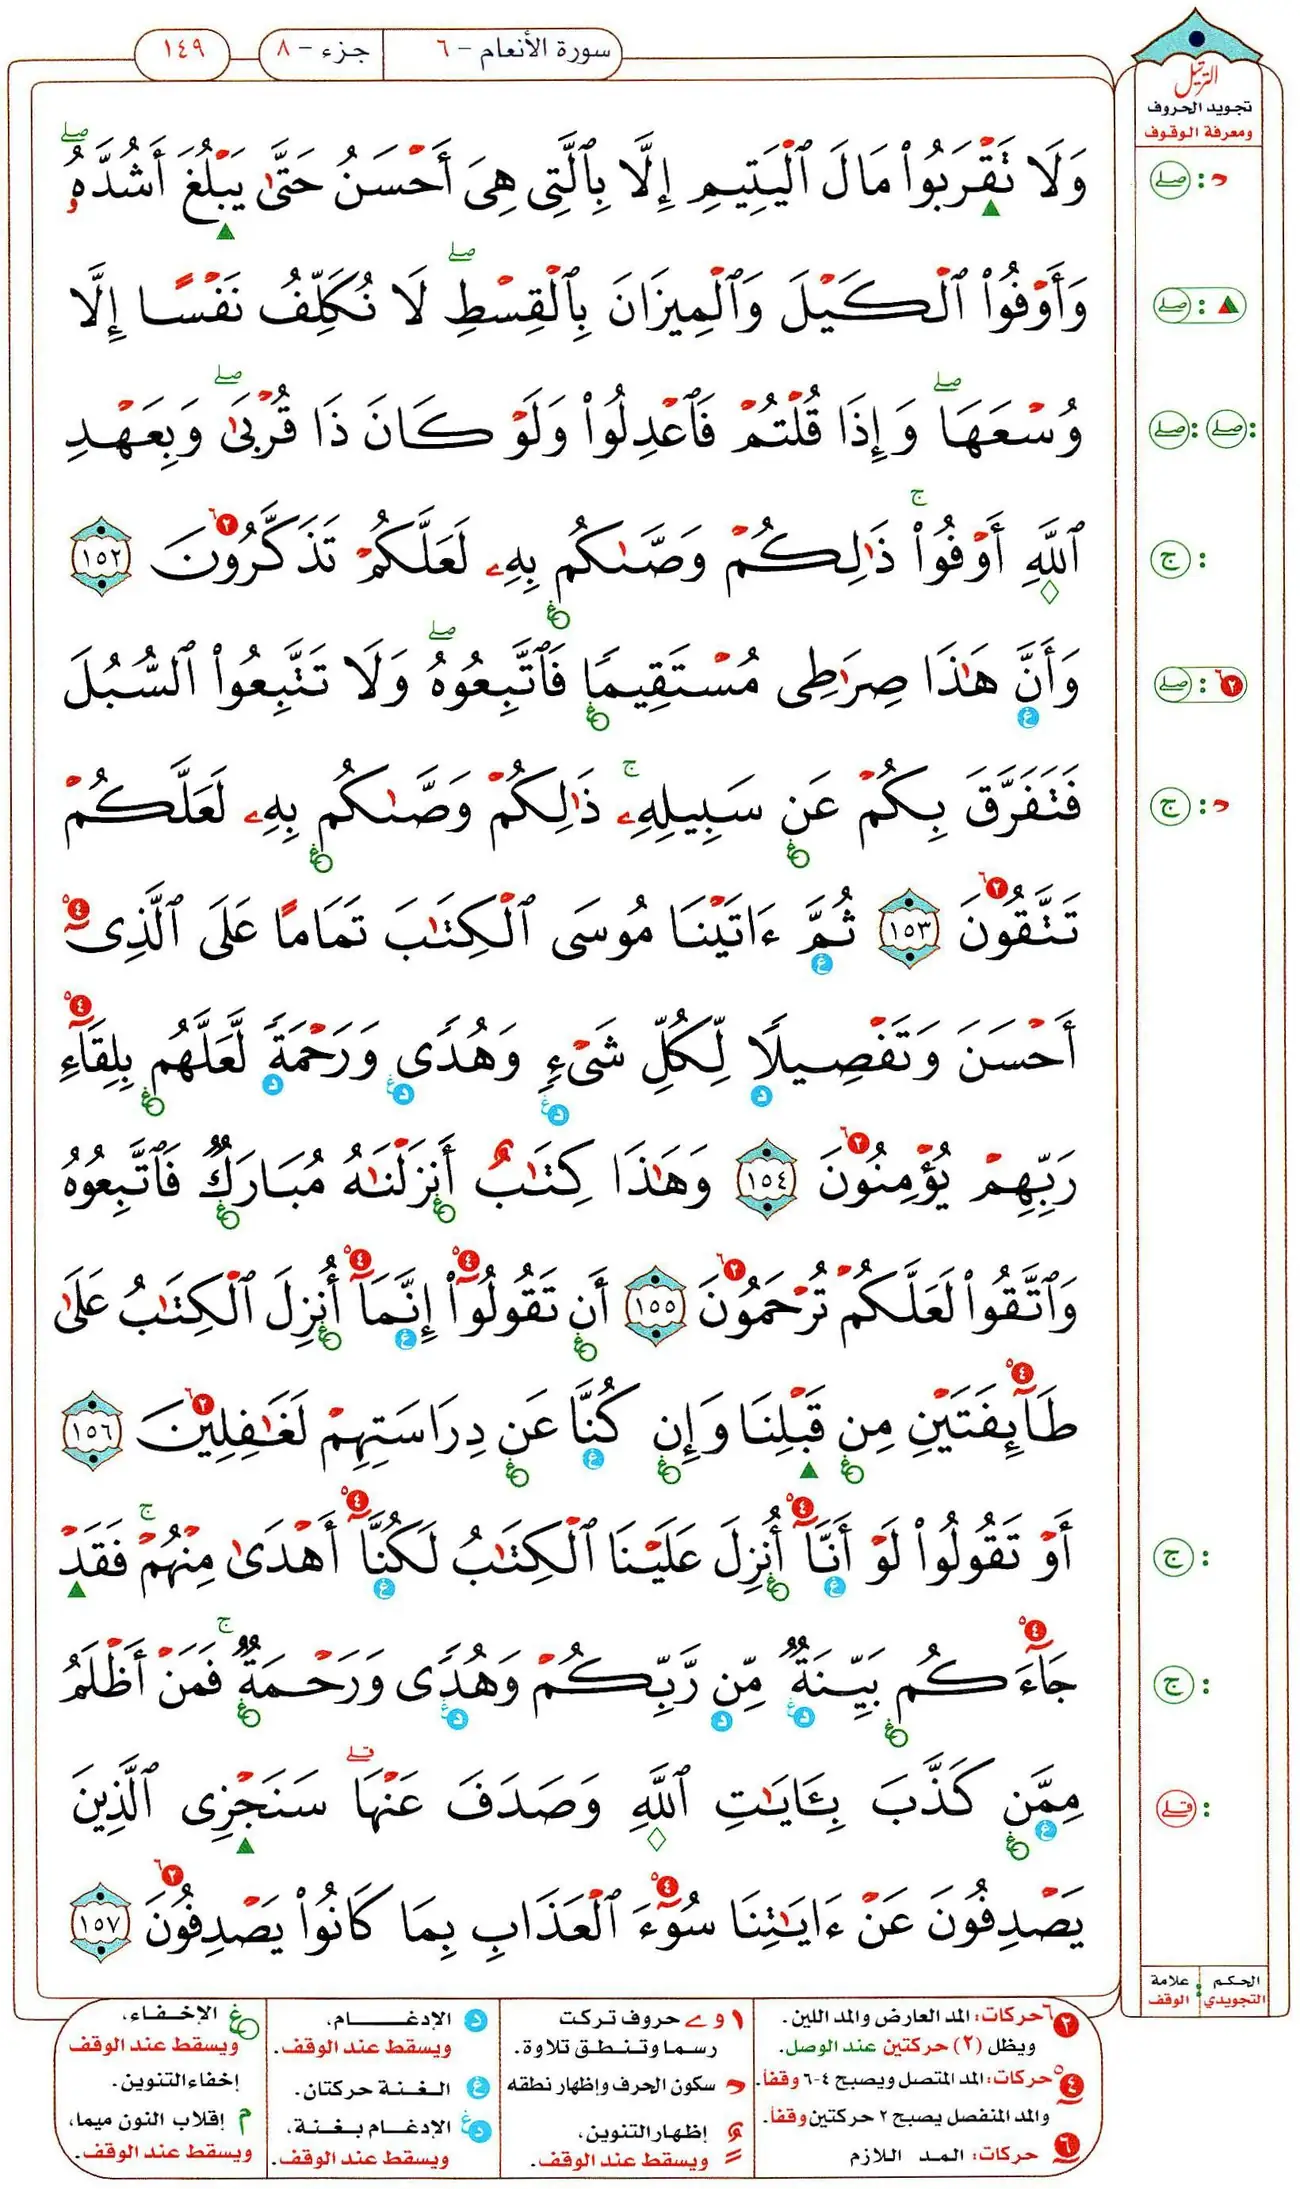 سورة الأنعام - ٦
جزء - ٨
١٤٩
الترتيل
تجويد الحروف
ومعرفة الوقوف
وَلَا تَقْرَبُوا۟ مَالَ ٱلْيَتِيمِ إِلَّا بِٱلَّتِى هِىَ أَحْسَنُ حَتَّىٰ يَبْلُغَ أَشُدَّهُۥ ۖ
وَأَوْفُوا۟ ٱلْكَيْلَ وَٱلْمِيزَانَ بِٱلْقِسْطِ ۖ لَا نُكَلِّفُ نَفْسًا إِلَّا
وُسْعَهَا ۖ وَإِذَا قُلْتُمْ فَٱعْدِلُوا۟ وَلَوْ كَانَ ذَا قُرْبَىٰ ۖ وَبِعَهْدِ
ٱللَّهِ أَوْفُوا۟ ۚ ذَٰلِكُمْ وَصَّىٰكُم بِهِۦ لَعَلَّكُمْ تَذَكَّرُونَ ١٥٢
وَأَنَّ هَٰذَا صِرَٰطِى مُسْتَقِيمًا فَٱتَّبِعُوهُ ۖ وَلَا تَتَّبِعُوا۟ ٱلسُّبُلَ
فَتَفَرَّقَ بِكُمْ عَن سَبِيلِهِۦ ۚ ذَٰلِكُمْ وَصَّىٰكُم بِهِۦ لَعَلَّكُمْ
تَتَّقُونَ ١٥٣ ثُمَّ ءَاتَيْنَا مُوسَى ٱلْكِتَٰبَ تَمَامًا عَلَى ٱلَّذِىٓ
أَحْسَنَ وَتَفْصِيلًا لِّكُلِّ شَىْءٍ وَهُدًى وَرَحْمَةً لَّعَلَّهُم بِلِقَآءِ
رَبِّهِمْ يُؤْمِنُونَ ١٥٤ وَهَٰذَا كِتَٰبٌ أَنزَلْنَٰهُ مُبَارَكٌ فَٱتَّبِعُوهُ
وَٱتَّقُوا۟ لَعَلَّكُمْ تُرْحَمُونَ ١٥٥ أَن تَقُولُوٓا۟ إِنَّمَآ أُنزِلَ ٱلْكِتَٰبُ عَلَىٰ
طَآئِفَتَيْنِ مِن قَبْلِنَا وَإِن كُنَّا عَن دِرَاسَتِهِمْ لَغَٰفِلِينَ ١٥٦
أَوْ تَقُولُوا۟ لَوْ أَنَّآ أُنزِلَ عَلَيْنَا ٱلْكِتَٰبُ لَكُنَّآ أَهْدَىٰ مِنْهُمْ ۚ فَقَدْ
جَآءَكُم بَيِّنَةٌ مِّن رَّبِّكُمْ وَهُدًى وَرَحْمَةٌ ۚ فَمَنْ أَظْلَمُ
مِمَّن كَذَّبَ بِـَٔايَٰتِ ٱللَّهِ وَصَدَفَ عَنْهَا ۗ سَنَجْزِى ٱلَّذِينَ
يَصْدِفُونَ عَنْ ءَايَٰتِنَا سُوٓءَ ٱلْعَذَابِ بِمَا كَانُوا۟ يَصْدِفُونَ ١٥٧
الحكم التجويدي
علامة الوقف
٦ ٢ حركات: المد العارض والمد اللين.
ويظل (٢) حركتين عند الوصل.
٥ ٤ حركات: المد المتصل ويصبح ٤-٦ وقفاً.
والمد المنفصل يصبح ٢ حركتين وقفاً.
٦ حركات: المد اللازم
ا و ے حروف تركت
رسما وتنطق تلاوة.
سكون الحرف وإظهار نطقه
إظهار التنوين،
ويسقط عند الوقف.
د الإدغام،
ويسقط عند الوقف.
غ الغنة حركتان.
دغ الإدغام بغنة،
ويسقط عند الوقف.
الإخفاء،
ويسقط عند الوقف
إخفاء التنوين.
م إقلاب النون ميما،
ويسقط عند الوقف.